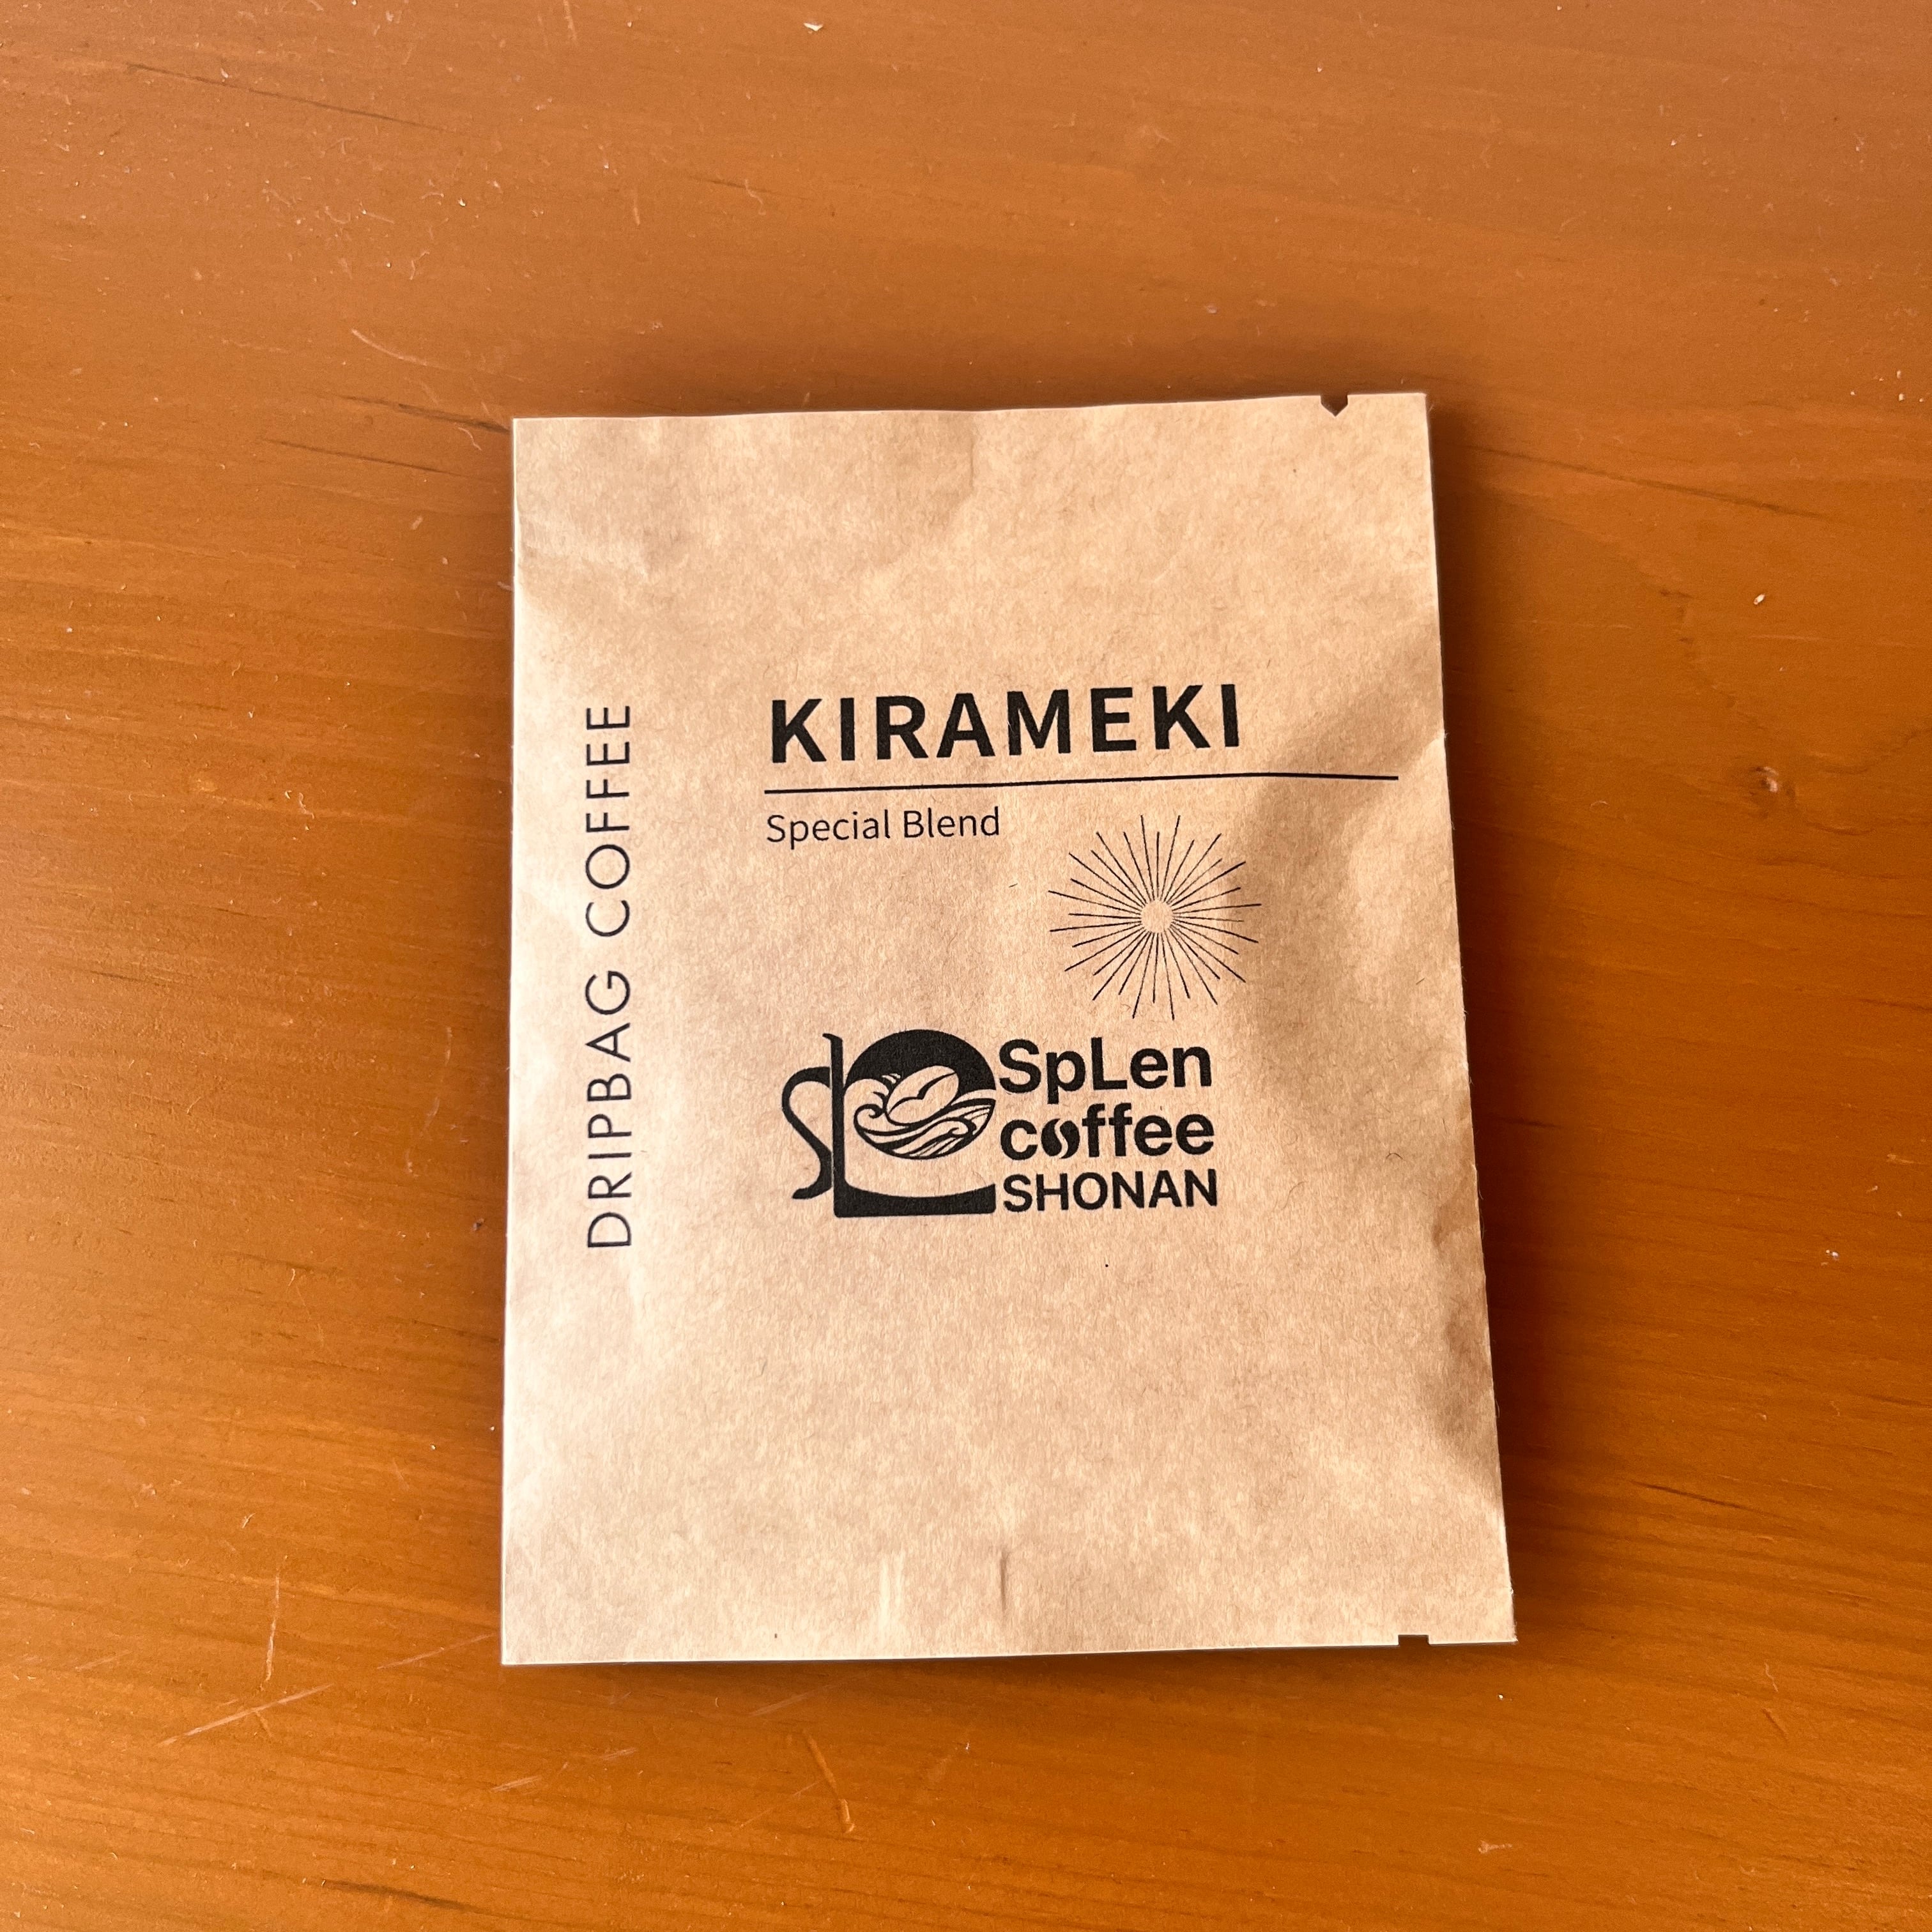 DRIPBAG COFFEE
KIRAMEKI
Special Blend
SpLen
coffee
SHONAN